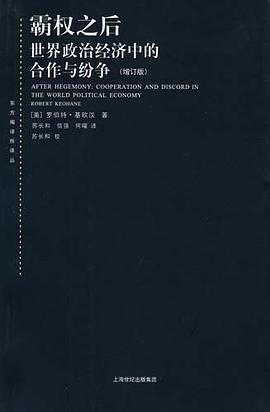 霸权之后
世界政治经济中的
合作与纷争 (增订版)
AFTER HEGEMONY: COOPERATION AND DISCORD IN
THE WORLD POLITICAL ECONOMY
ROBERT KEOHANE
[美] 罗伯特·基欧汉 著
苏长和 信强 何曜 译
苏长和 校
东方编译所译丛
上海世纪出版集团